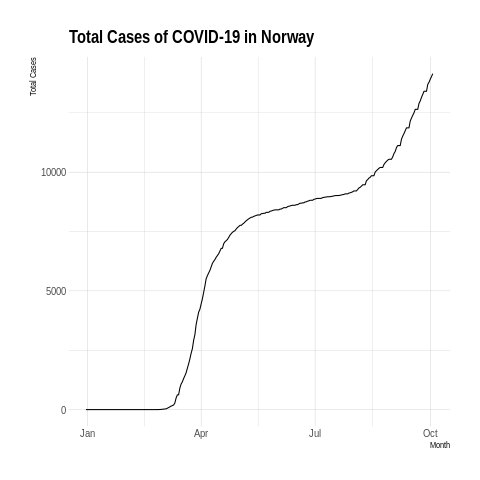 Total Cases of COVID-19 in Norway
Total Cases
10000
5000
0
Jan Apr Jul Oct
Month